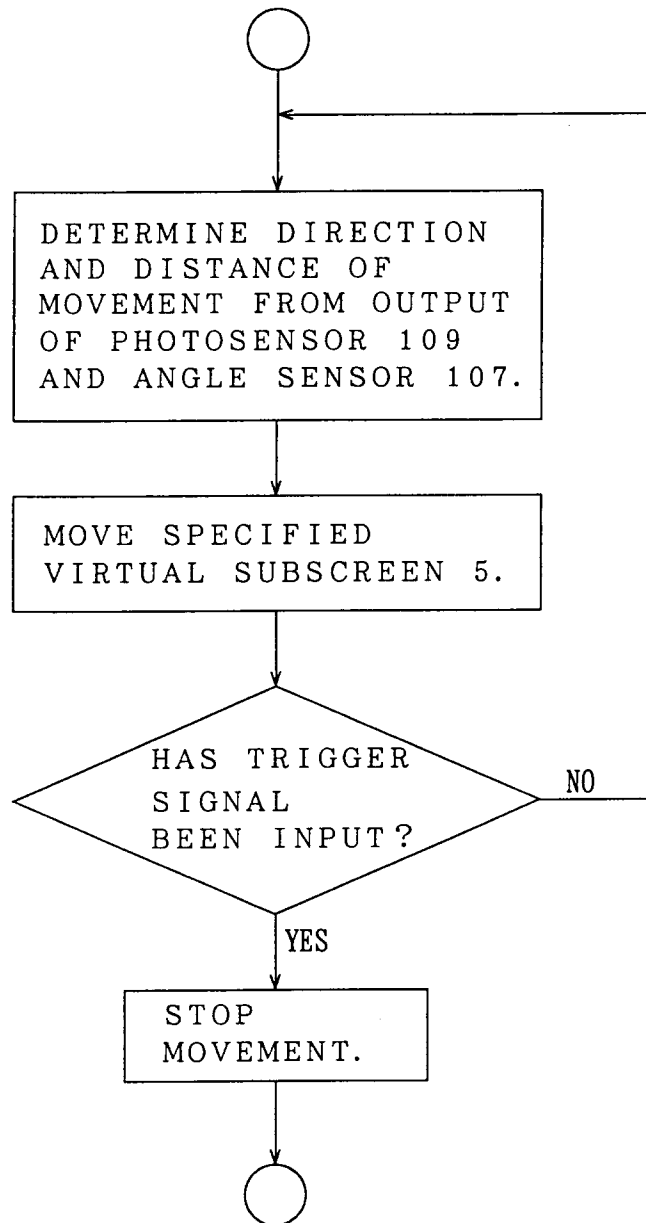 DETERMINE DIRECTION
AND DISTANCE OF
MOVEMENT FROM OUTPUT
OF PHOTOSENSOR 109
AND ANGLE SENSOR 107.
MOVE SPECIFIED
VIRTUAL SUBSCREEN 5.
HAS TRIGGER
SIGNAL
BEEN INPUT?
NO
YES
STOP
MOVEMENT.